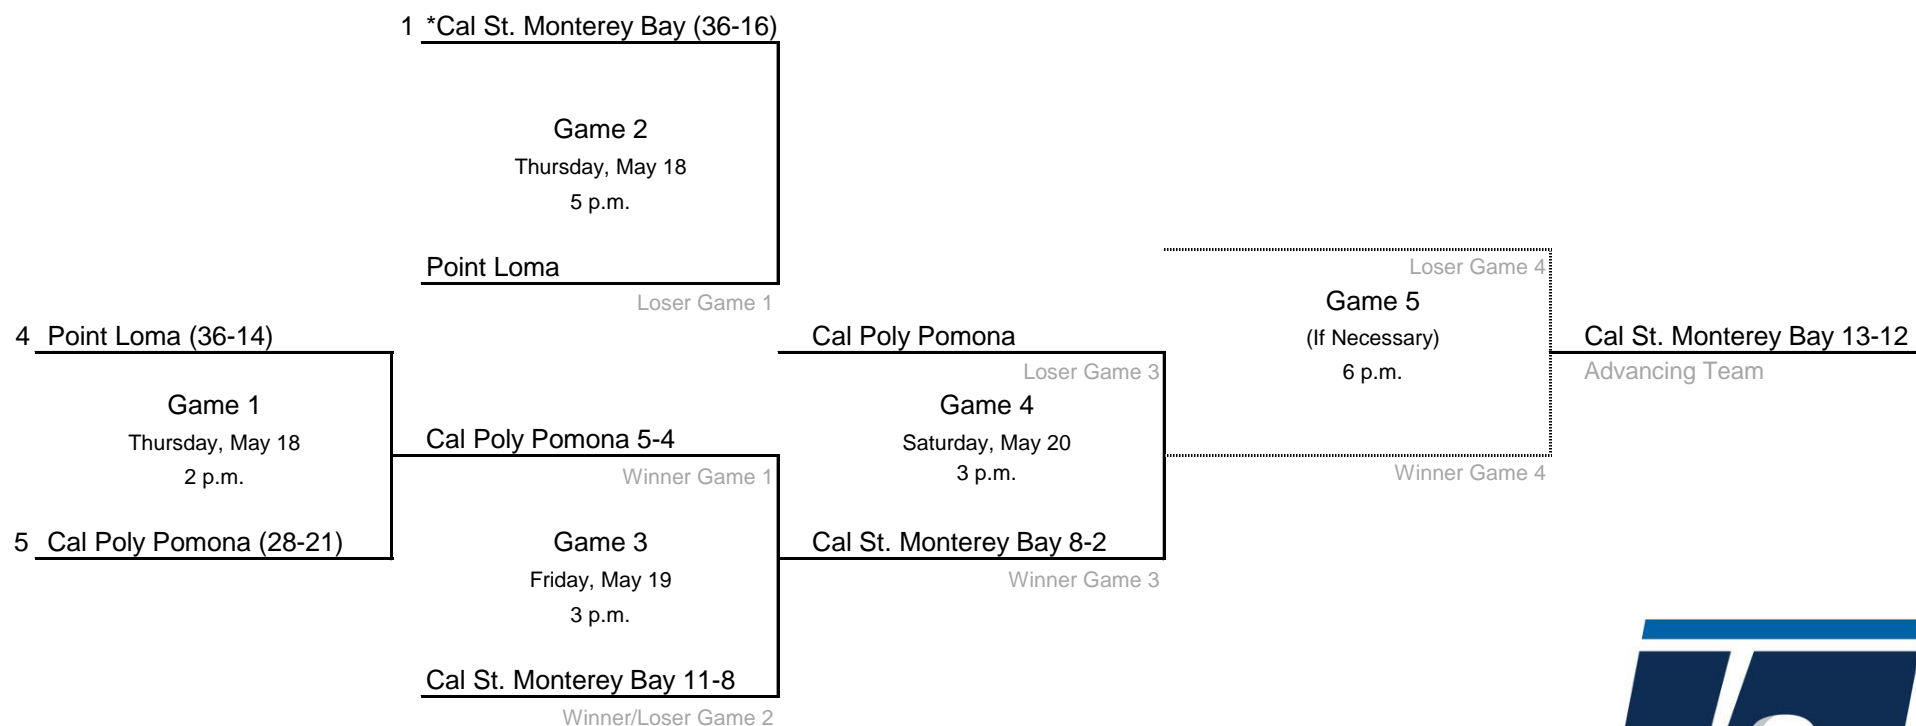 1 *Cal St. Monterey Bay (36-16)
Game 2
Thursday, May 18
5 p.m.
Point Loma
Loser Game 1
4 Point Loma (36-14)
Game 1
Thursday, May 18
2 p.m.
5 Cal Poly Pomona (28-21)
Cal Poly Pomona 5-4
Winner Game 1
Game 3
Friday, May 19
3 p.m.
Cal St. Monterey Bay 11-8
Winner/Loser Game 2
Cal Poly Pomona
Loser Game 3
Game 4
Saturday, May 20
3 p.m.
Cal St. Monterey Bay 8-2
Winner Game 3
Loser Game 4
Game 5
(If Necessary)
6 p.m.
Winner Game 4
Cal St. Monterey Bay 13-12
Advancing Team